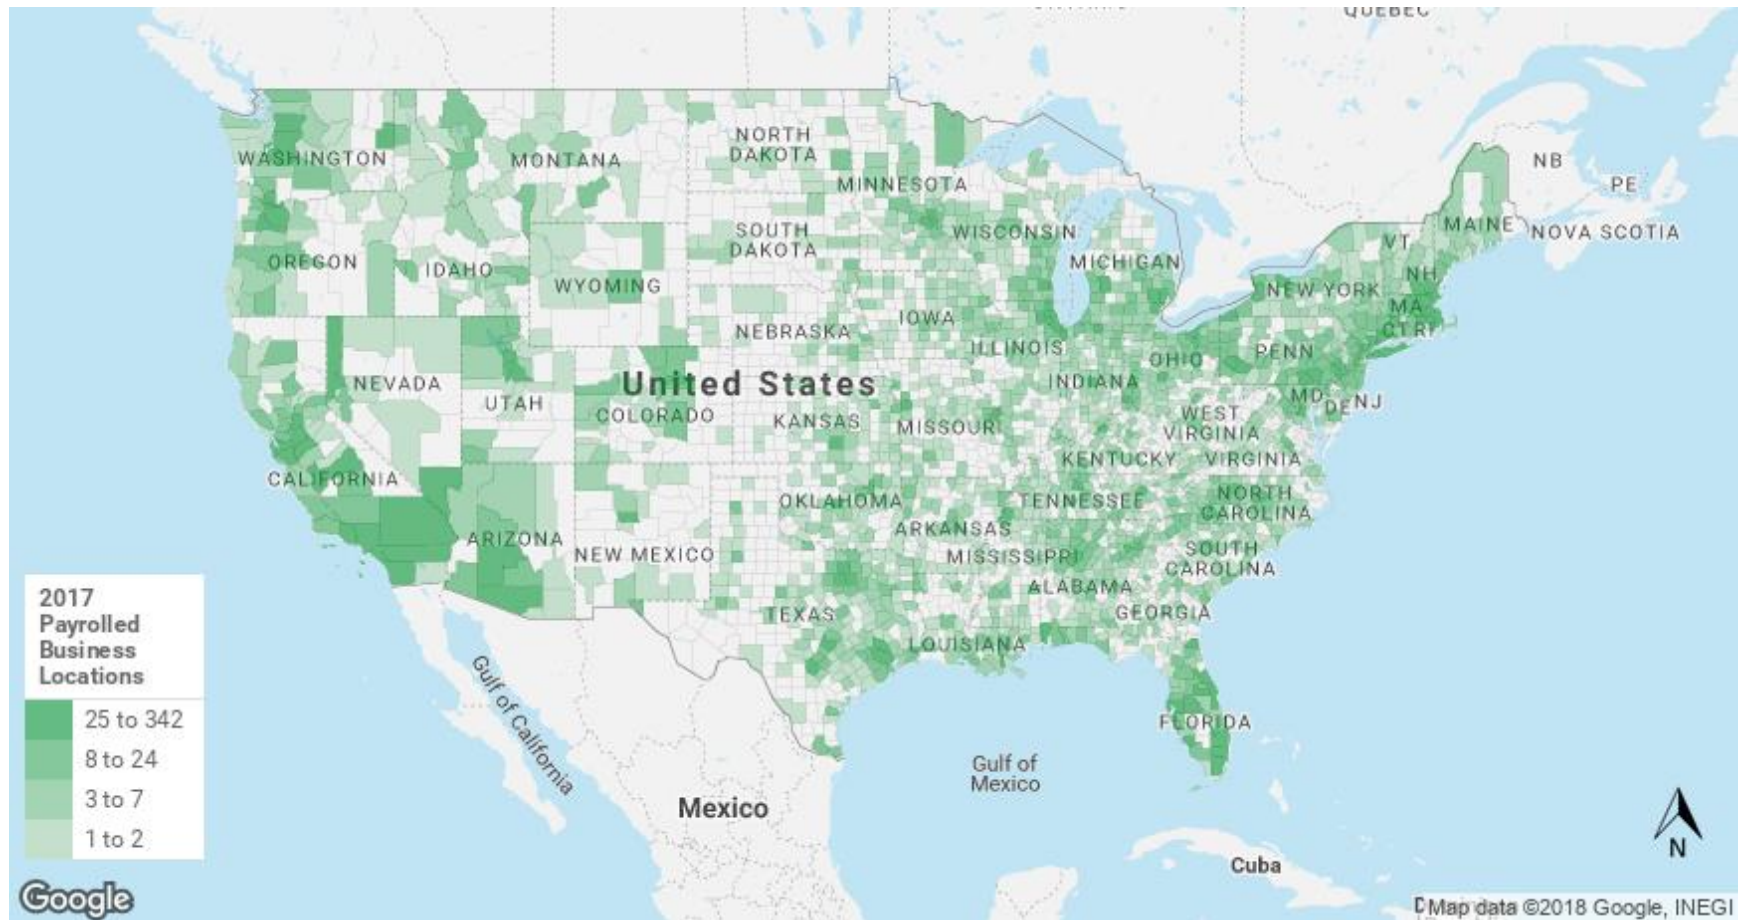 QUEBEC
NORTH
DAKOTA
WASHINGTON
MONTANA
NB
MINNESOTA
PE
SOUTH
DAKOTA
WISCONSIN
MAINE
NOVA SCOTIA
VT
OREGON
IDAHO
MICHIGAN
NH
WYOMING
NEW YORK
MA
CT RI
NEBRASKA
IOWA
ILLINOIS
OHIO
PENN
NEVADA
United States
INDIANA
UTAH
COLORADO
MD
DE
NJ
KANSAS
MISSOURI
WEST
VIRGINIA
KENTUCKY
VIRGINIA
CALIFORNIA
OKLAHOMA
TENNESSEE
NORTH
CAROLINA
ARKANSAS
ARIZONA
NEW MEXICO
MISSISSIPPI
SOUTH
CAROLINA
ALABAMA
TEXAS
GEORGIA
LOUISIANA
FLORIDA
Gulf of California
Gulf of
Mexico
Mexico
Cuba
2017
Payrolled
Business
Locations
25 to 342
8 to 24
3 to 7
1 to 2
N
Google
Map data ©2018 Google, INEGI